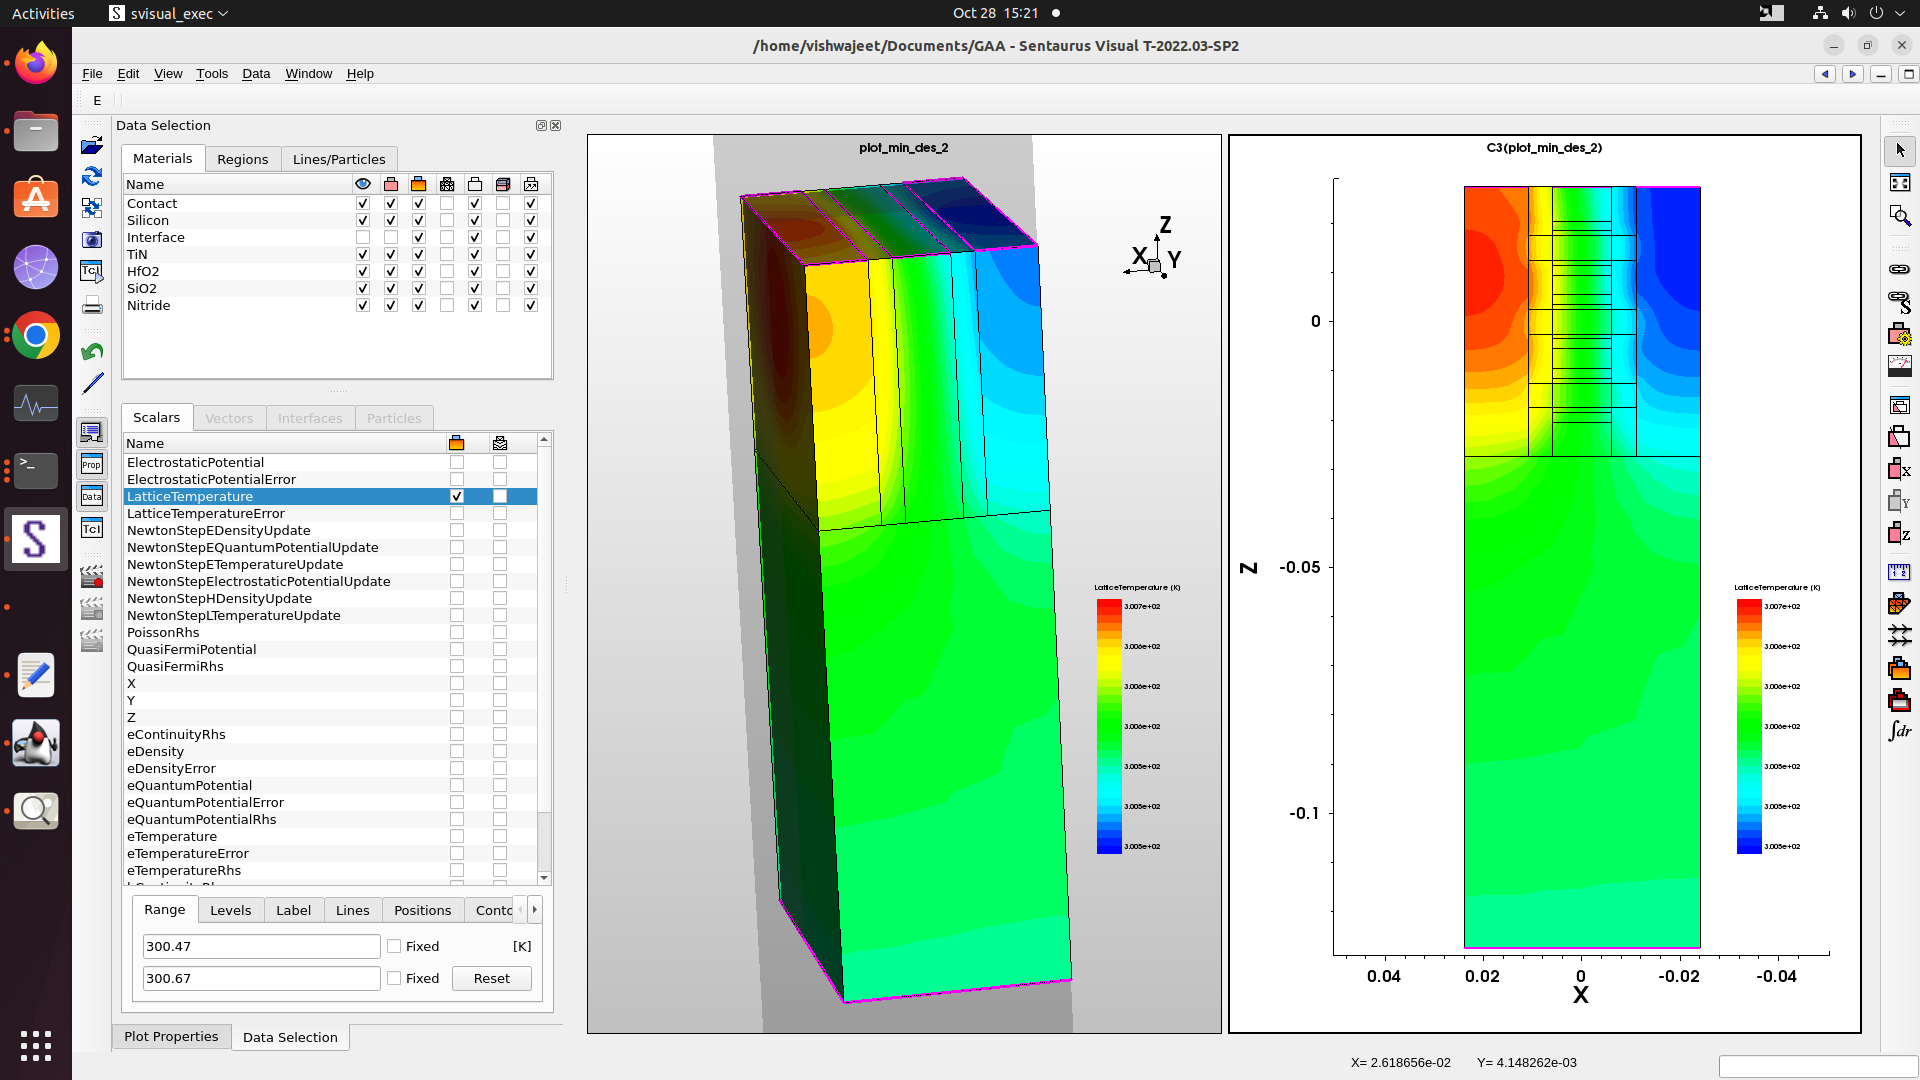 Activities
svisual_exec
Oct 28 15:21
/home/vishwajeet/Documents/GAA - Sentaurus Visual T-2022.03-SP2
File Edit View Tools Data Window Help
E
Data Selection
Materials Regions Lines/Particles
Name
Contact
Silicon
Interface
TiN
HfO2
SiO2
Nitride
Scalars Vectors Interfaces Particles
Name
ElectrostaticPotential
ElectrostaticPotentialError
LatticeTemperature
LatticeTemperatureError
NewtonStepEDensityUpdate
NewtonStepEQuantumPotentialUpdate
NewtonStepETemperatureUpdate
NewtonStepElectrostaticPotentialUpdate
NewtonStepHDensityUpdate
NewtonStepLTemperatureUpdate
PoissonRhs
QuasiFermiPotential
QuasiFermiRhs
X
Y
Z
eContinuityRhs
eDensity
eDensityError
eQuantumPotential
eQuantumPotentialError
eQuantumPotentialRhs
eTemperature
eTemperatureError
eTemperatureRhs
Range Levels Label Lines Positions Conto
300.47 Fixed [K]
300.67 Fixed Reset
Plot Properties Data Selection
Tcl
Prop
Data
Tcl
plot_min_des_2
Z
X Y
LatticeTemperature (K)
3.007e+02
3.006e+02
3.006e+02
3.006e+02
3.005e+02
3.005e+02
3.005e+02
C3(plot_min_des_2)
0
-0.05
-0.1
Z
0.04 0.02 0 -0.02 -0.04
X
LatticeTemperature (K)
3.007e+02
3.006e+02
3.006e+02
3.006e+02
3.005e+02
3.005e+02
3.005e+02
S
X
Y
Z
1 2
∫dr
X= 2.618656e-02 Y= 4.148262e-03